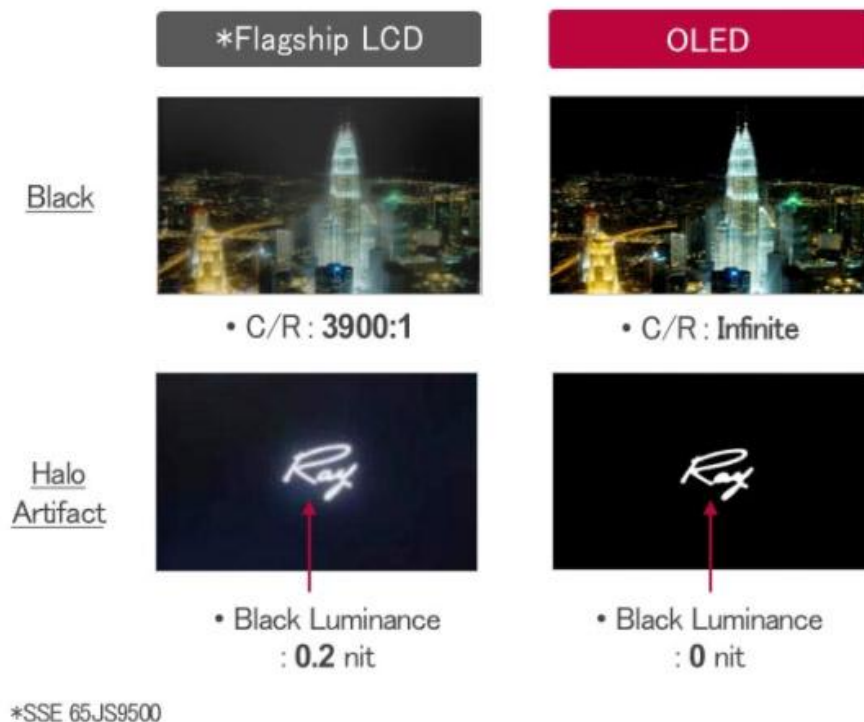 *Flagship LCD
OLED
Black
• C/R : 3900:1
• C/R : Infinite
Halo
Artifact
Ray
Ray
• Black Luminance
: 0.2 nit
• Black Luminance
: 0 nit
*SSE 65JS9500